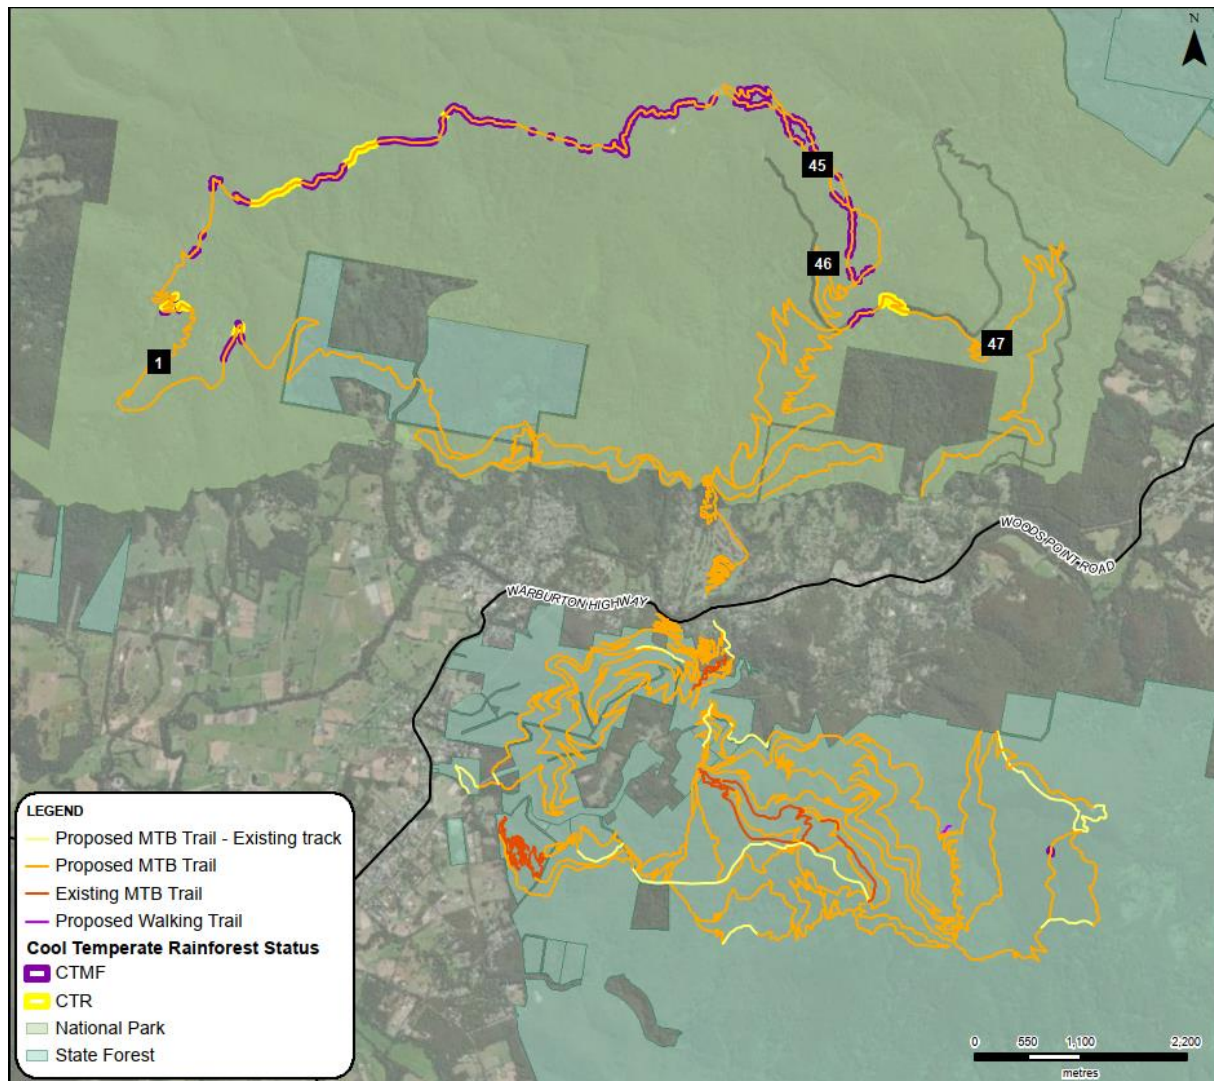 N
45
46
1
47
WOODS POINT ROAD
WARBURTON HIGHWAY
LEGEND
Proposed MTB Trail - Existing track
Proposed MTB Trail
Existing MTB Trail
Proposed Walking Trail
Cool Temperate Rainforest Status
CTMF
CTR
National Park
State Forest
0 550 1,100 2,200
metres